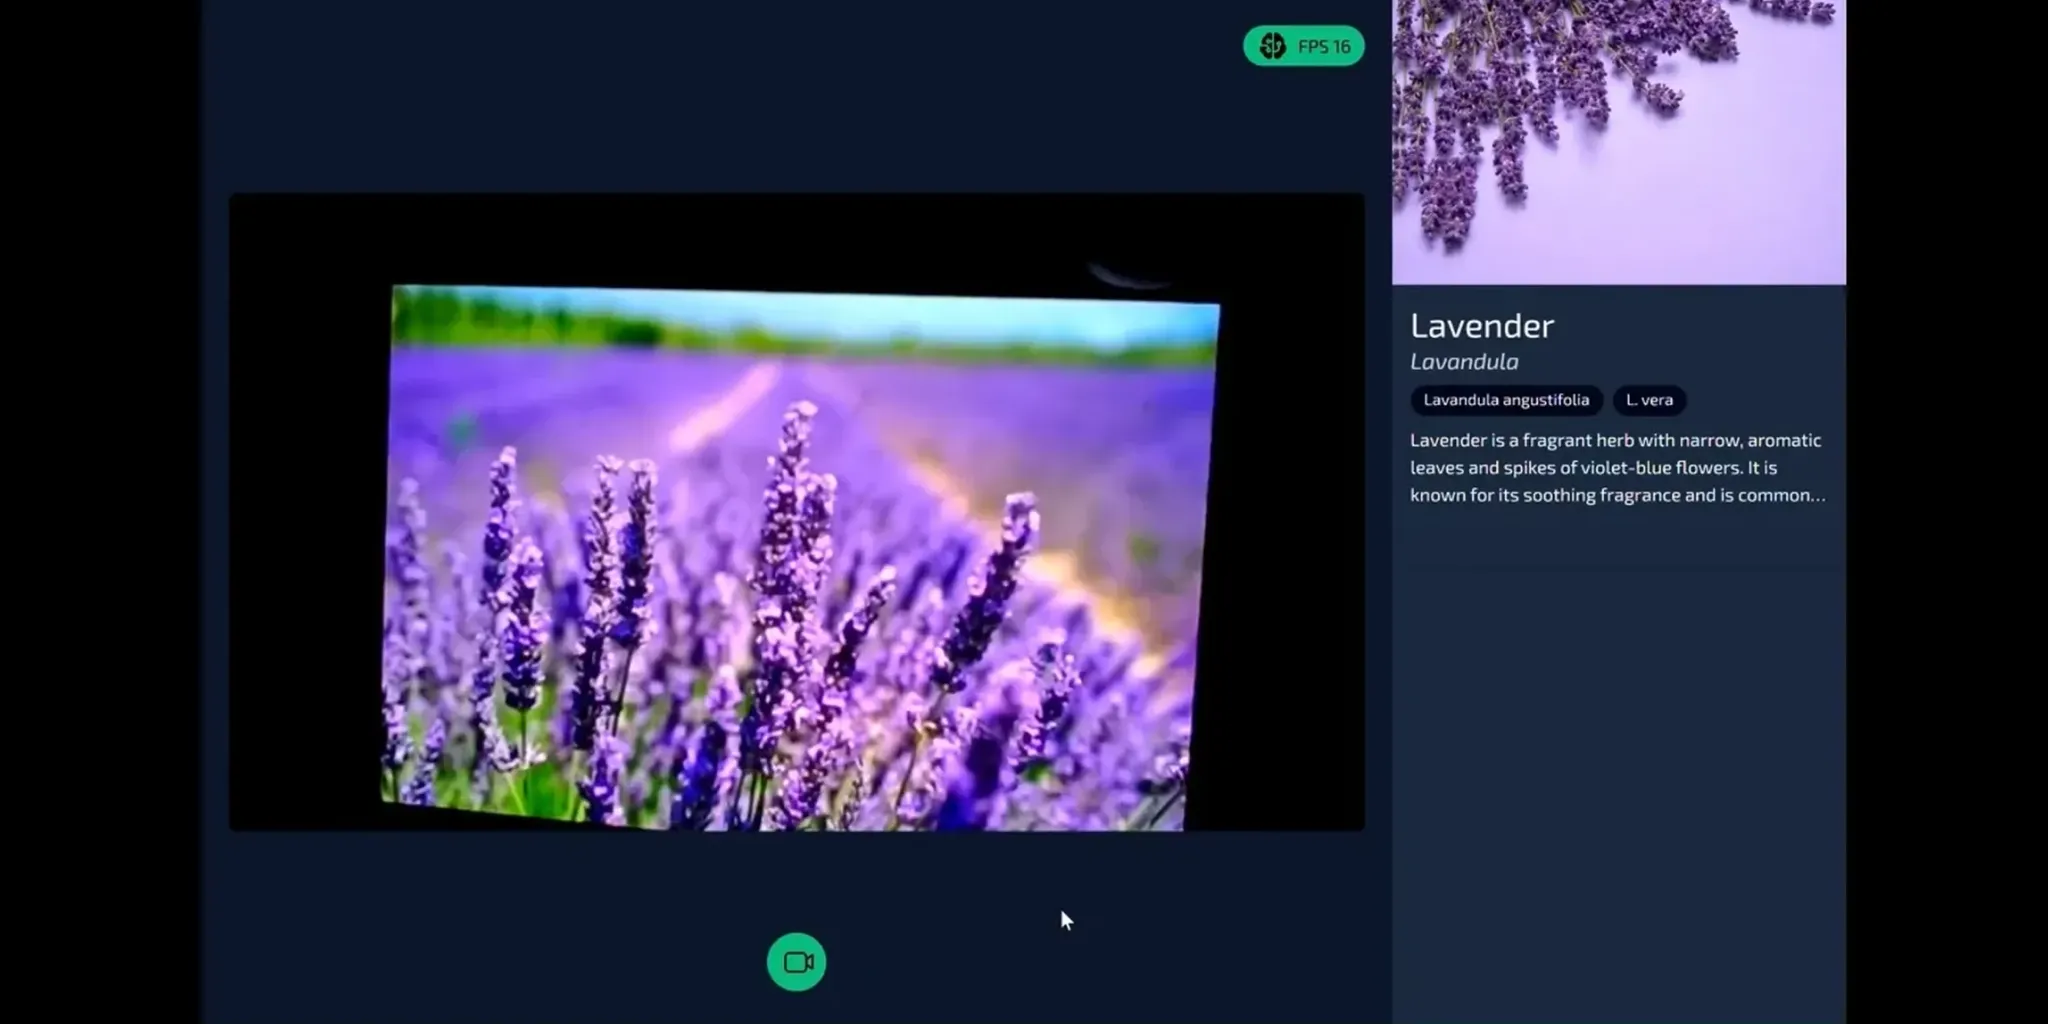 FPS 16
Lavender
Lavandula
Lavandula angustifolia
L. vera
Lavender is a fragrant herb with narrow, aromatic
leaves and spikes of violet-blue flowers. It is
known for its soothing fragrance and is common...